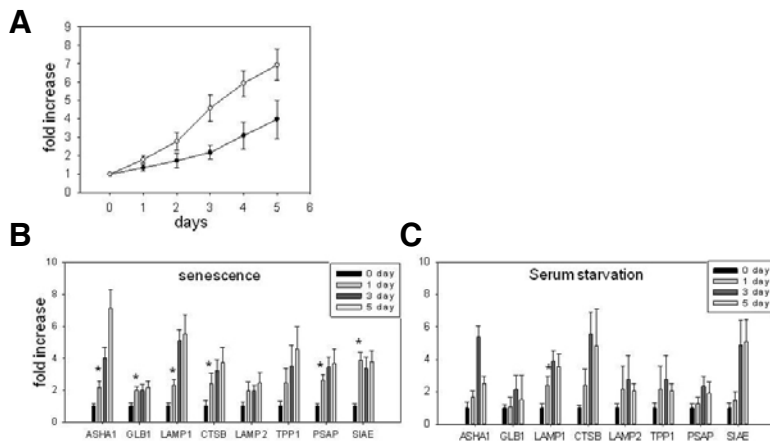 A
9
8
7
6
5
4
3
2
1
fold increase
0 1 2 3 4 5 6
days
B
10
8
6
4
2
0
fold increase
senescence
0 day
1 day
3 day
5 day
* * * * * *
ASHA1 GLB1 LAMP1 CTSB LAMP2 TPP1 PSAP SIAE
C
10
8
6
4
2
0
Serum starvation
0 day
1 day
3 day
5 day
*
ASHA1 GLB1 LAMP1 CTSB LAMP2 TPP1 PSAP SIAE